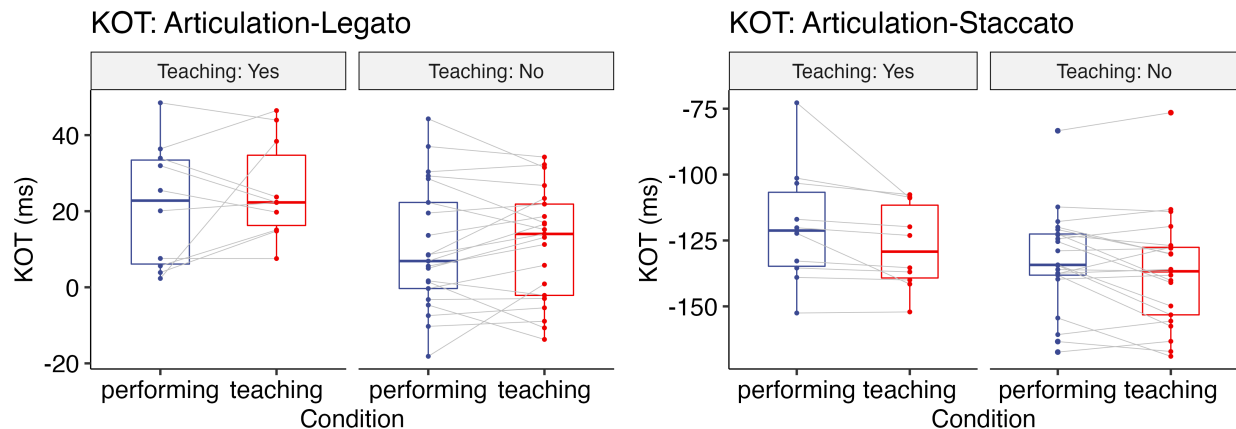 KOT: Articulation-Legato
Teaching: Yes
Teaching: No
KOT (ms)
40
20
0
-20
performing
teaching
performing
teaching
Condition
KOT: Articulation-Staccato
Teaching: Yes
Teaching: No
KOT (ms)
-75
-100
-125
-150
performing
teaching
performing
teaching
Condition